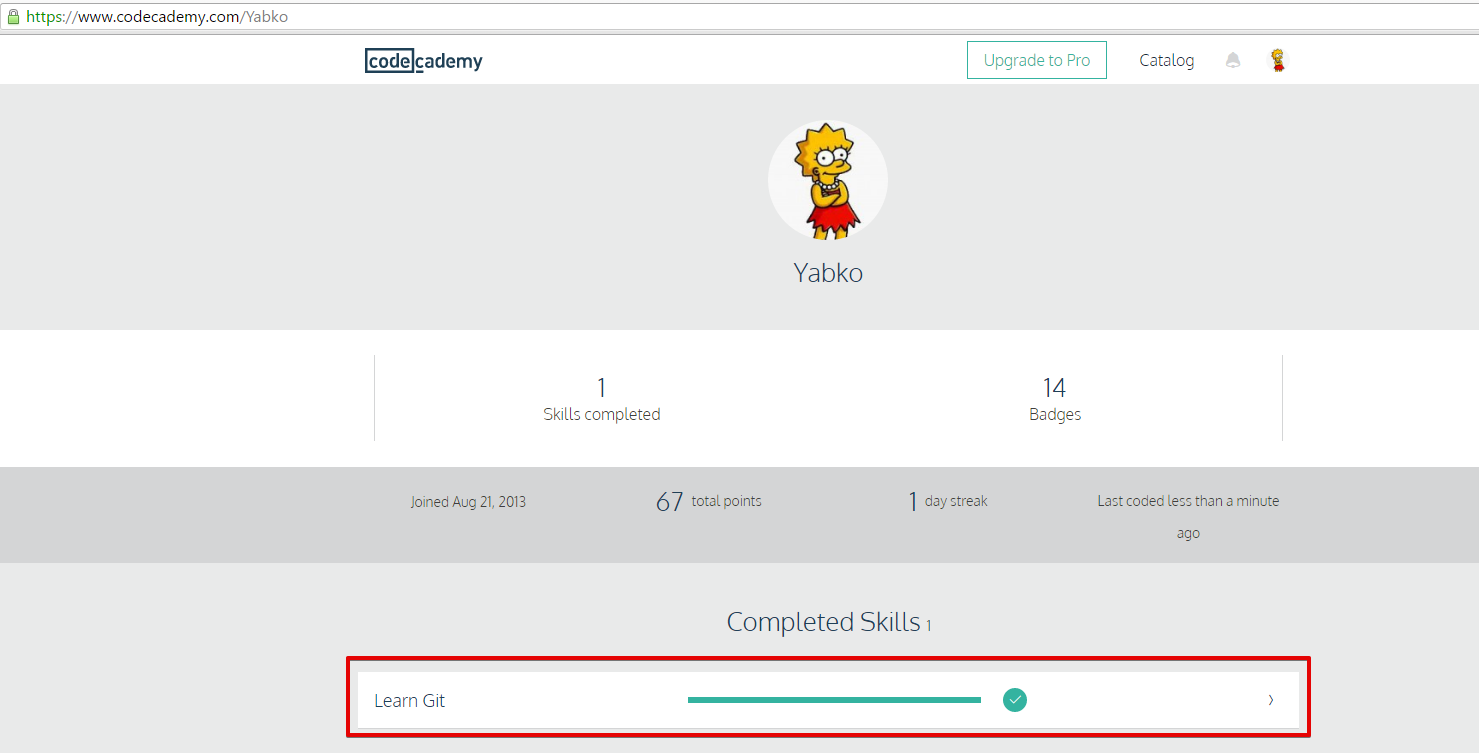 https://www.codecademy.com/Yabko
codecademy
Upgrade to Pro
Catalog
Yabko
1
Skills completed
14
Badges
Joined Aug 21, 2013
67 total points
1 day streak
Last coded less than a minute
ago
Completed Skills 1
Learn Git